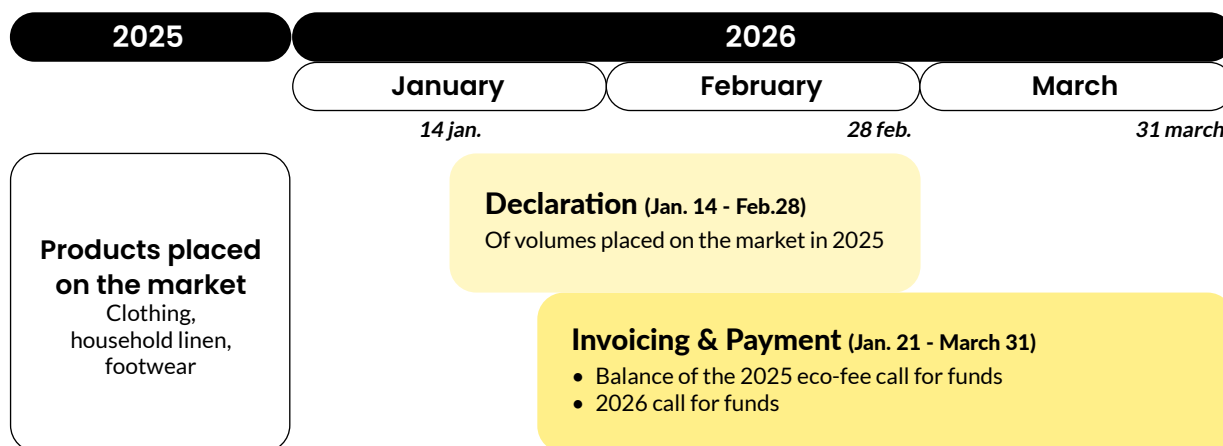 2025
2026
January
February
March
14 jan.
28 feb.
31 march
Products placed
on the market
Clothing,
household linen,
footwear
Declaration (Jan. 14 - Feb.28)
Of volumes placed on the market in 2025
Invoicing & Payment (Jan. 21 - March 31)
• Balance of the 2025 eco-fee call for funds
• 2026 call for funds